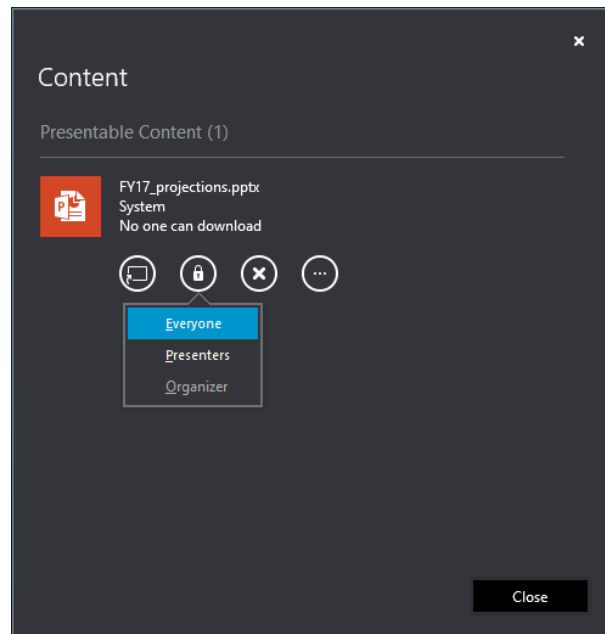 Content
Presentable Content (1)
FY17_projections.pptx
System
No one can download
Everyone
Presenters
Organizer
Close